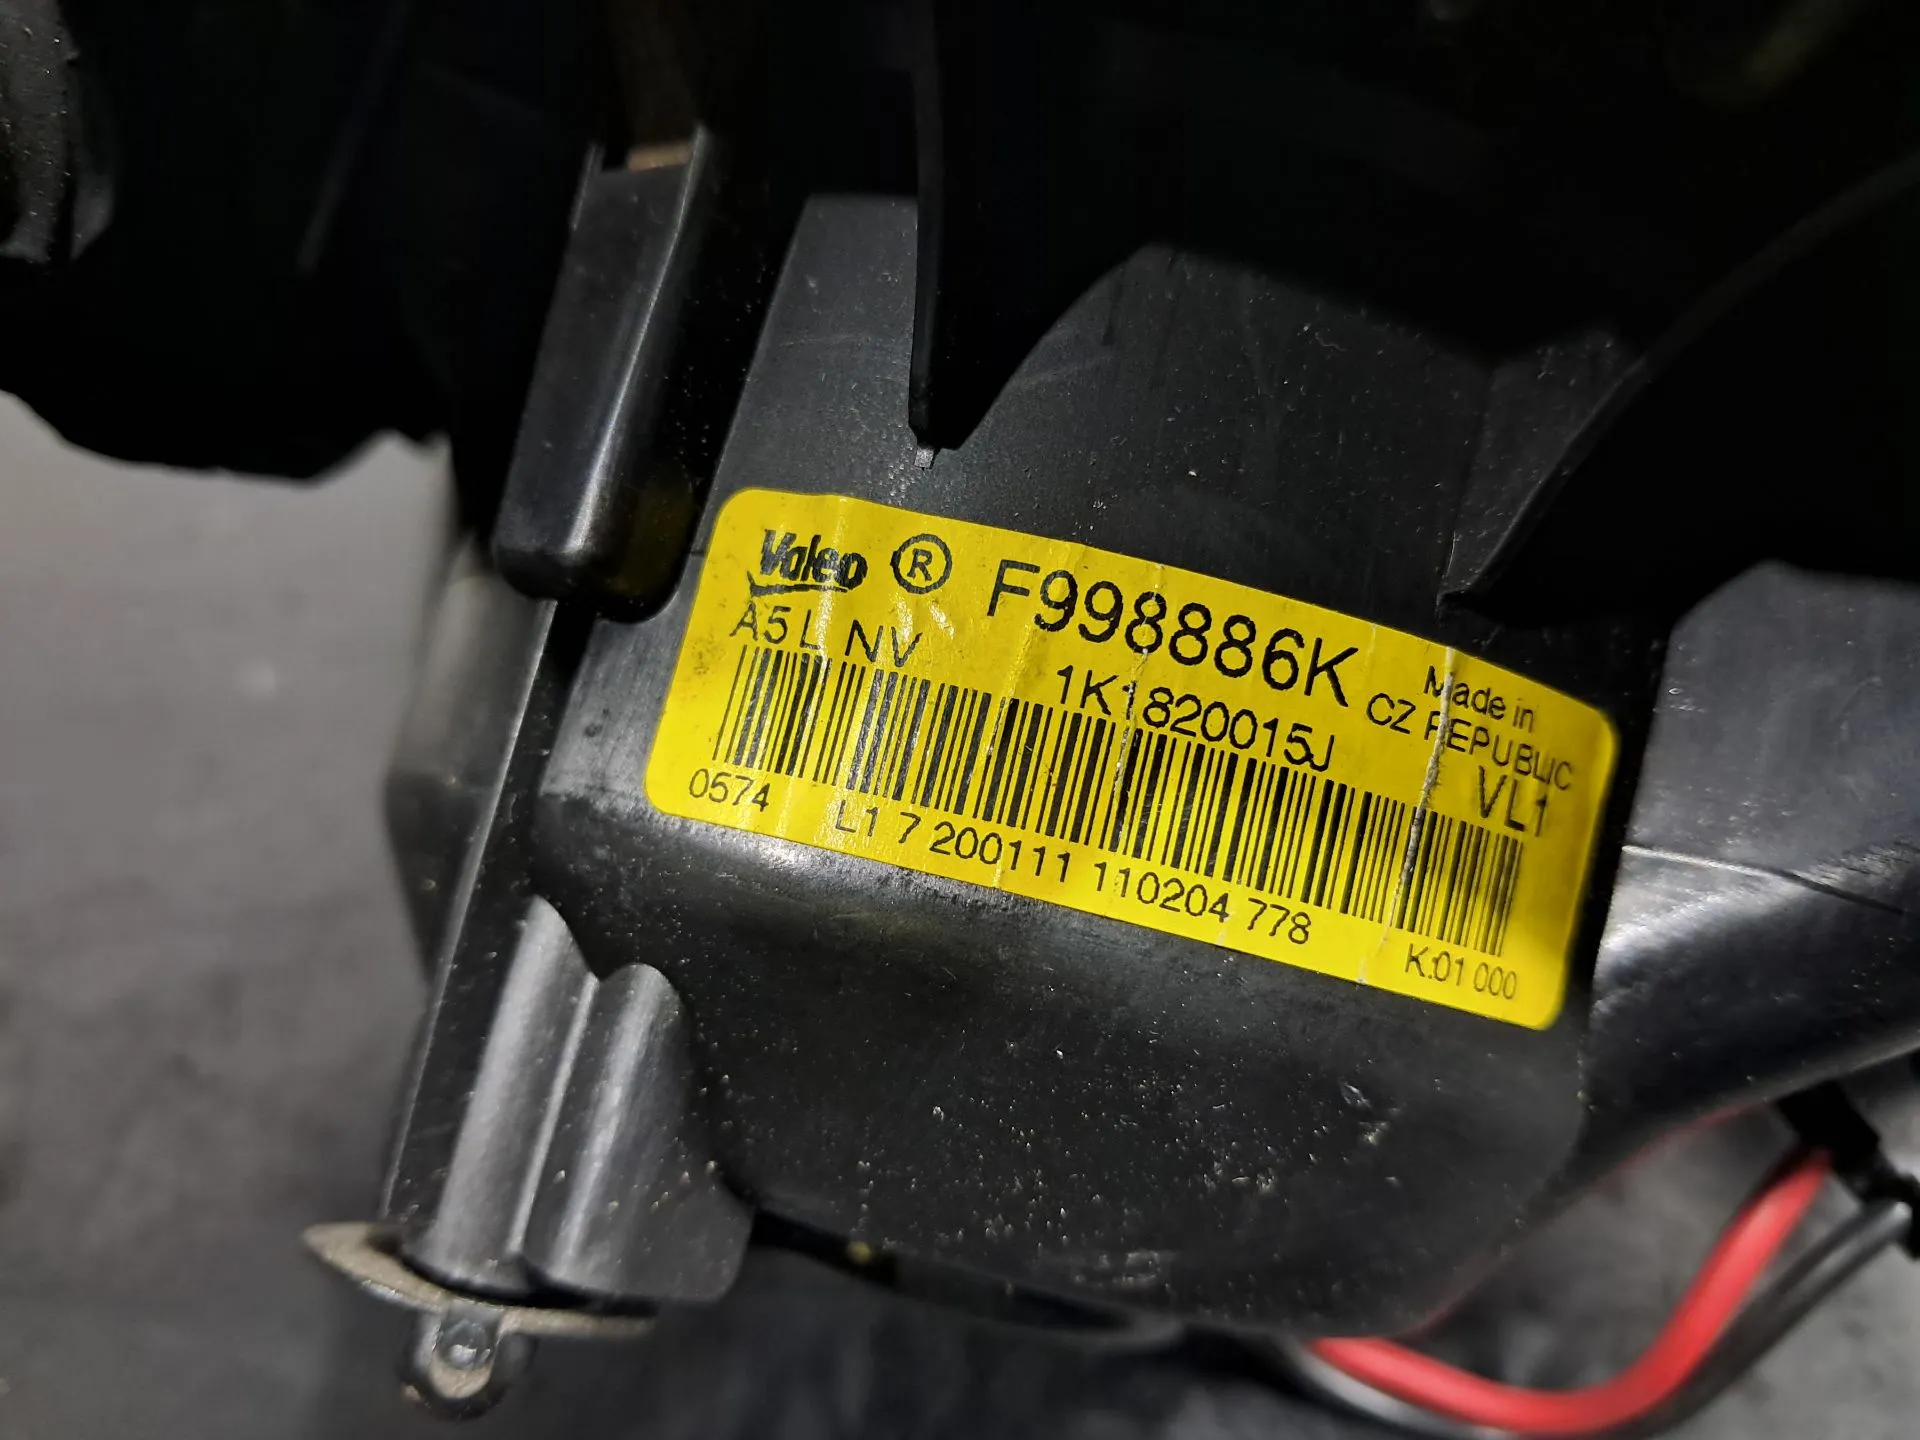 Valeo ® F998886K Made in
A5 L NV 1K1820015J CZ REPUBLIC
VL1
0574 L1 7 200111 110204 778 K:01 000